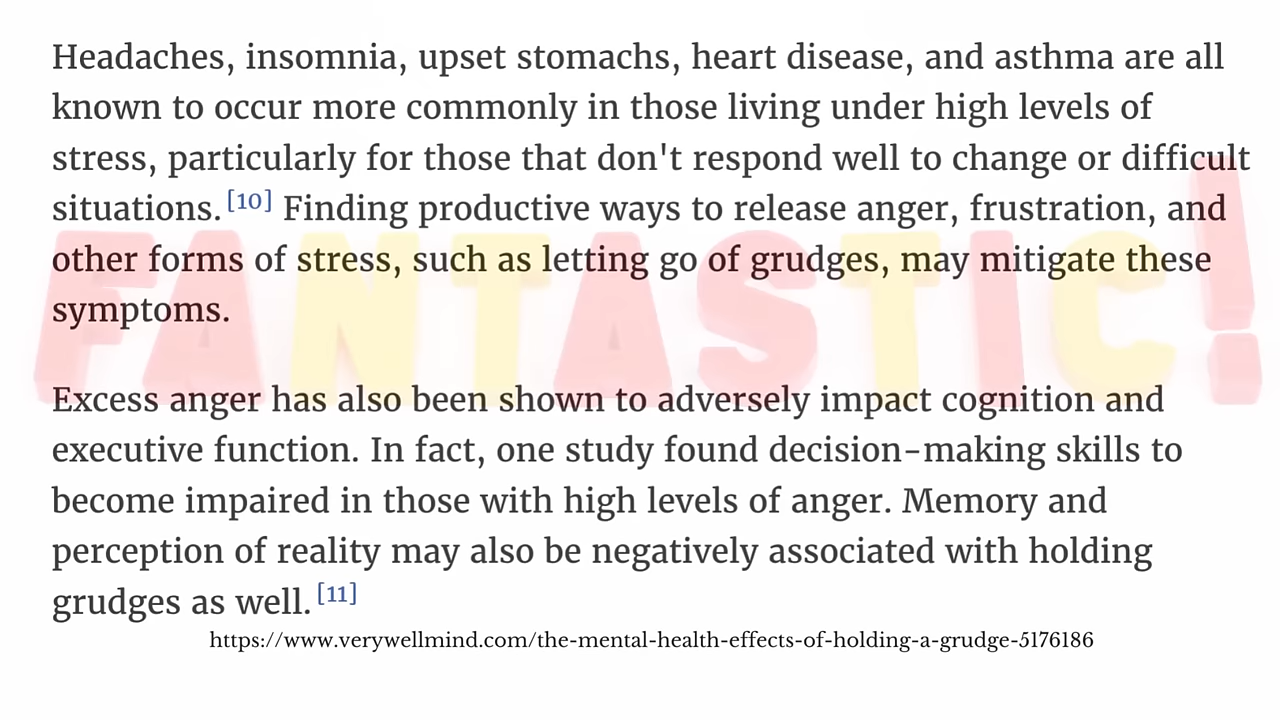 Headaches, insomnia, upset stomachs, heart disease, and asthma are all
known to occur more commonly in those living under high levels of
stress, particularly for those that don't respond well to change or difficult
situations. [10] Finding productive ways to release anger, frustration, and
other forms of stress, such as letting go of grudges, may mitigate these
symptoms.
FANTASTIC!
Excess anger has also been shown to adversely impact cognition and
executive function. In fact, one study found decision-making skills to
become impaired in those with high levels of anger. Memory and
perception of reality may also be negatively associated with holding
grudges as well. [11]
https://www.verywellmind.com/the-mental-health-effects-of-holding-a-grudge-5176186